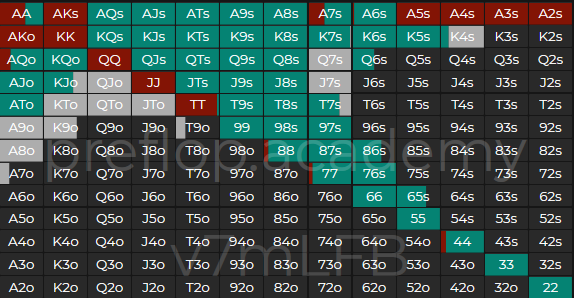 AA AKs AQs AJs ATs A9s A8s A7s A6s A5s A4s A3s A2s
AKo KK KQs KJs KTs K9s K8s K7s K6s K5s K4s K3s K2s
AQo KQo QQ QJs QTs Q9s Q8s Q7s Q6s Q5s Q4s Q3s Q2s
AJo KJo QJo JJ JTs J9s J8s J7s J6s J5s J4s J3s J2s
ATo KTo QTo JTo TT T9s T8s T7s T6s T5s T4s T3s T2s
A9o K9o Q9o J9o T9o 99 98s 97s 96s 95s 94s 93s 92s
A8o K8o Q8o J8o T8o 98o 88 87s 86s 85s 84s 83s 82s
preflop.academy
A7o K7o Q7o J7o T7o 97o 87o 77 76s 75s 74s 73s 72s
A6o K6o Q6o J6o T6o 96o 86o 76o 66 65s 64s 63s 62s
A5o K5o Q5o J5o T5o 95o 85o 75o 65o 55 54s 53s 52s
A4o K4o Q4o J4o T4o 94o 84o 74o 64o 54o 44 43s 42s
v7mLFB
A3o K3o Q3o J3o T3o 93o 83o 73o 63o 53o 43o 33 32s
A2o K2o Q2o J2o T2o 92o 82o 72o 62o 52o 42o 32o 22